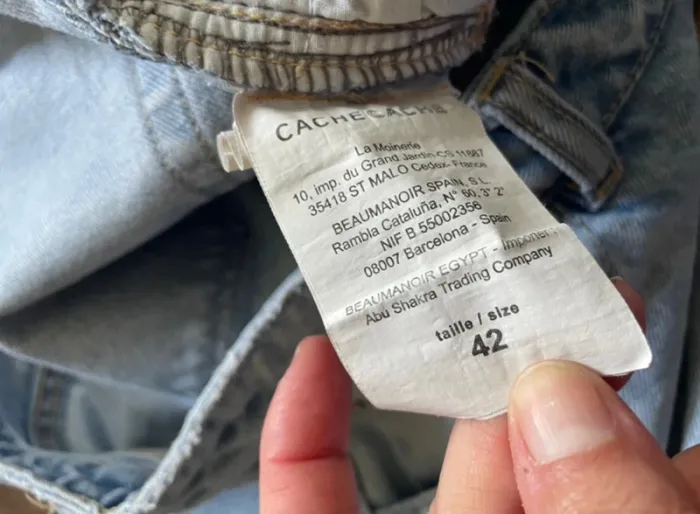 CACHECACHE
La Moinerie
10, imp. du Grand Jardin-CS 11687
35418 ST MALO Cedex- France
BEAUMANOIR SPAIN, S.L.
Rambla Cataluña. N° 60.3° 2°
NIF B 55002356
08007 Barcelona - Spain
BEAUMANOIR EGYPT - Importer :
Abu Shakra Trading Company
taille / size
42